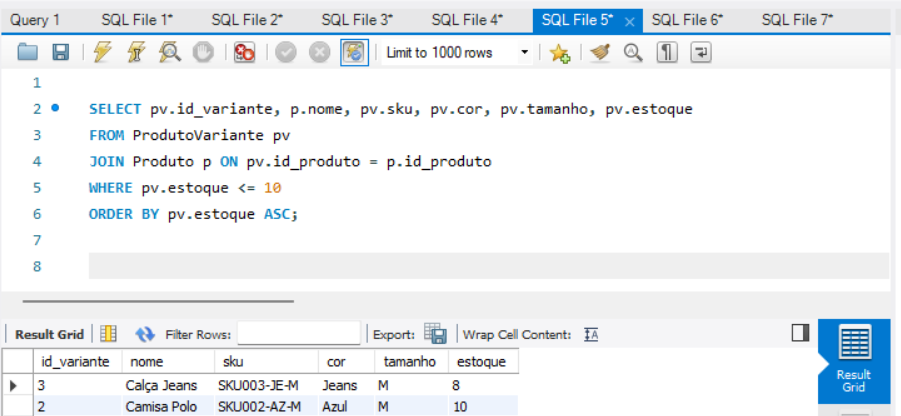 Query 1 SQL File 1* SQL File 2* SQL File 3* SQL File 4* SQL File 5* × SQL File 6* SQL File 7*
Limit to 1000 rows
1
2 SELECT pv.id_variante, p.nome, pv.sku, pv.cor, pv.tamanho, pv.estoque
3 FROM ProdutoVariante pv
4 JOIN Produto p ON pv.id_produto = p.id_produto
5 WHERE pv.estoque <= 10
6 ORDER BY pv.estoque ASC;
7
8
Result Grid Filter Rows: Export: Wrap Cell Content: IA
id_variante nome sku cor tamanho estoque
3 Calça Jeans SKU003-JE-M Jeans M 8
2 Camisa Polo SKU002-AZ-M Azul M 10
Result
Grid